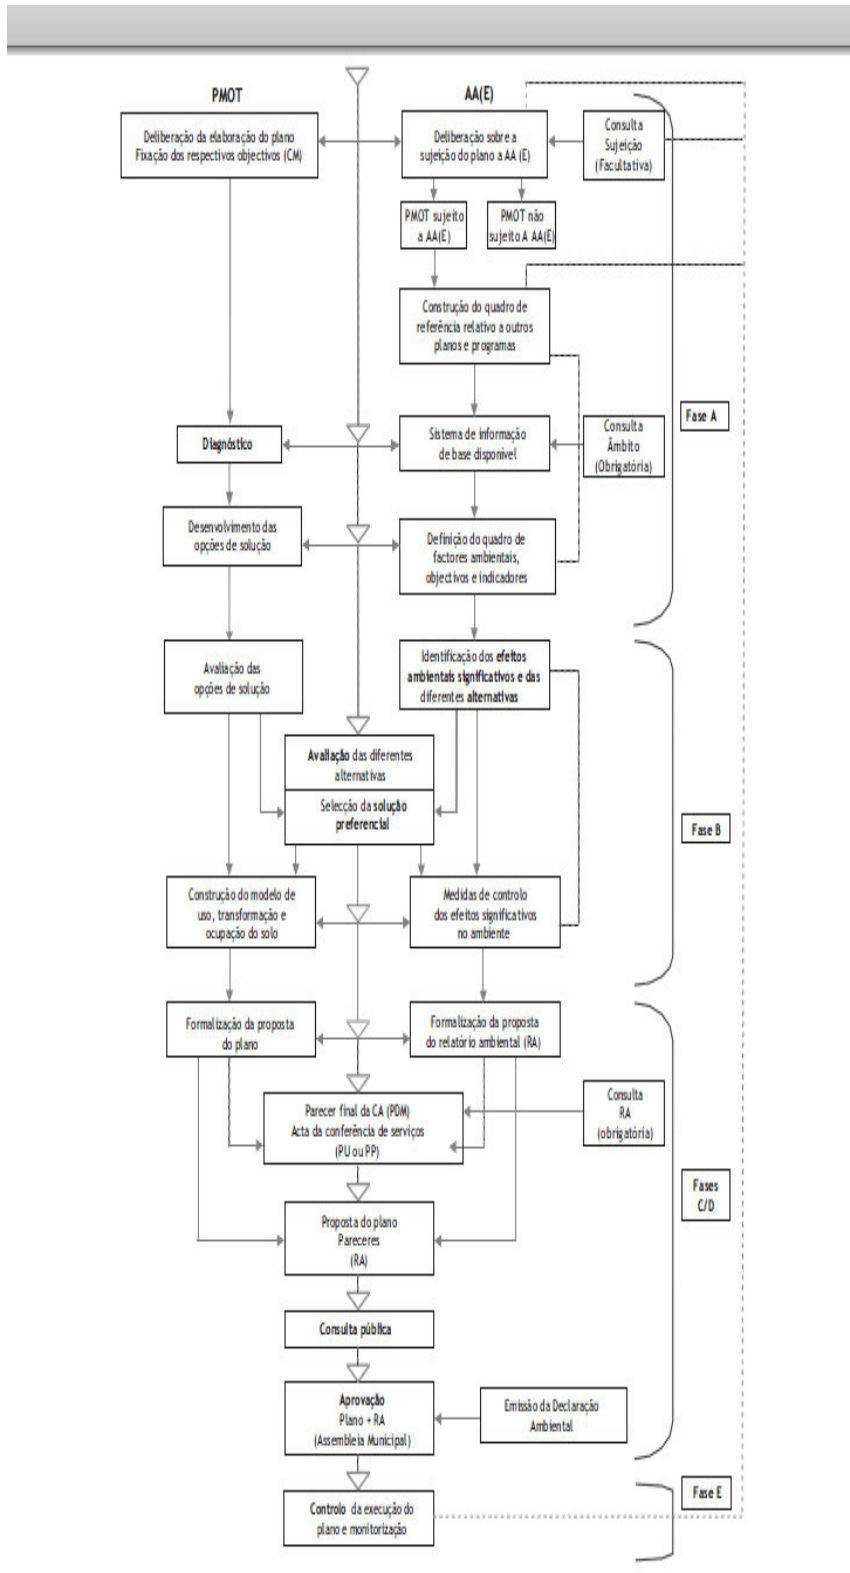 PMOT
AA(E)
Deliberação da elaboração do plano
Fixação dos respectivos objectivos (CM)
Deliberação sobre a
sujeição do plano a AA (E)
Consulta
Sujeição
(Facultativa)
PMOT sujeito
a AA(E)
PMOT não
sujeito A AA(E)
Construção do quadro de
referência relativo a outros
planos e programas
Fase A
Diagnóstico
Sistema de informação
de base disponível
Consulta
Âmbito
(Obrigatória)
Desenvolvimento das
opções de solução
Definição do quadro de
factores ambientais,
objectivos e indicadores
Avaliação das
opções de solução
Identificação dos efeitos
ambientais significativos e das
diferentes alternativas
Avaliação das diferentes
alternativas
Selecção da solução
preferencial
Fase B
Construção do modelo de
uso, transformação e
ocupação do solo
Medidas de controlo
dos efeitos significativos
no ambiente
Formalização da proposta
do plano
Formalização da proposta
do relatório ambiental (RA)
Parecer final da CA (PDM)
Acta da conferência de serviços
(PU ou PP)
Consulta
RA
(obrigatória)
Fases
C/D
Proposta do plano
Pareceres
(RA)
Consulta pública
Aprovação
Plano + RA
(Assembleia Municipal)
Emissão da Declaração
Ambiental
Fase E
Controlo da execução do
plano e monitorização